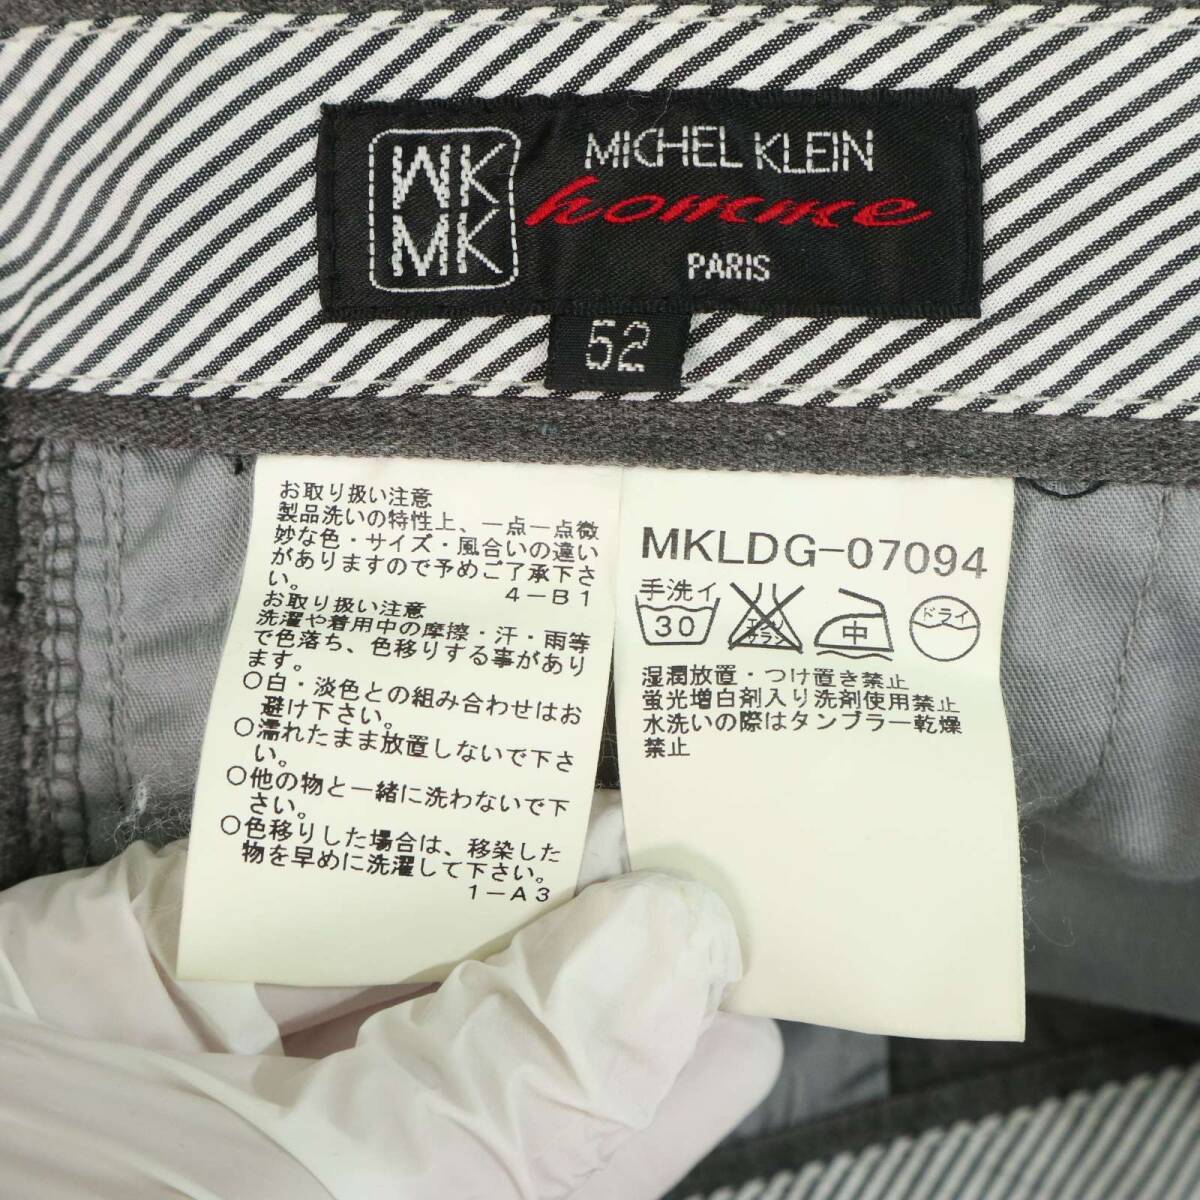 MK
MK
MICHEL KLEIN
homme
PARIS
52
お取り扱い注意
製品洗いの特性上、一点一点微
妙な色・サイズ・風合いの違い
がありますので予めご了承下さ
い。
4-B1
お取り扱い注意
洗濯や着用中の摩擦・汗・雨等
で色落ち、色移りする事があり
ます。
○白・淡色との組み合わせはお
避け下さい。
○濡れたまま放置しないで下さ
い。
○他の物と一緒に洗わないで下
さい。
○色移りした場合は、移染した
物を早めに洗濯して下さい。
1-A3
MKLDG-07094
手洗イ
30
エンソ
サラシ
中
ドライ
湿潤放置・つけ置き禁止
蛍光増白剤入り洗剤使用禁止
水洗いの際はタンブラー乾燥
禁止